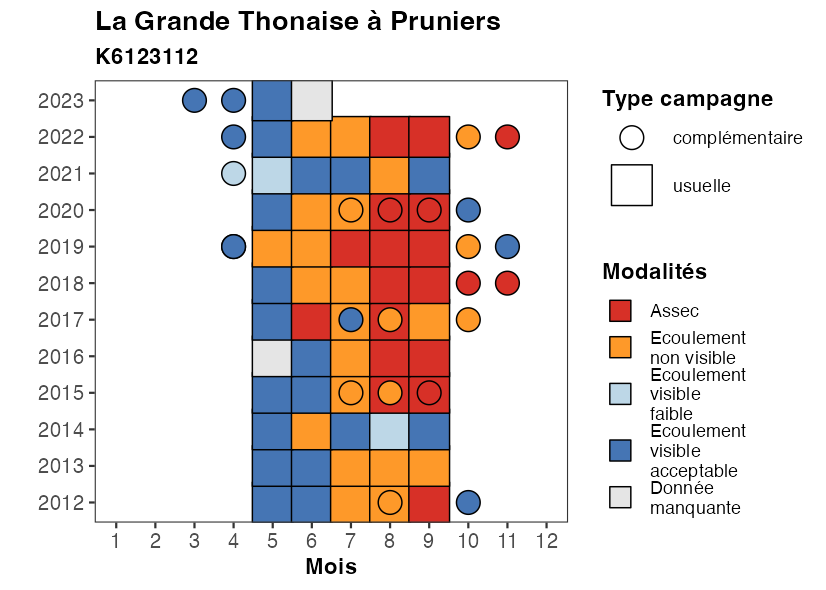 La Grande Thonaise à Pruniers
K6123112
2023
2022
2021
2020
2019
2018
2017
2016
2015
2014
2013
2012
1 2 3 4 5 6 7 8 9 10 11 12
Mois
Type campagne
complémentaire
usuelle
Modalités
Assec
Ecoulement
non visible
Ecoulement
visible
faible
Ecoulement
visible
acceptable
Donnée
manquante